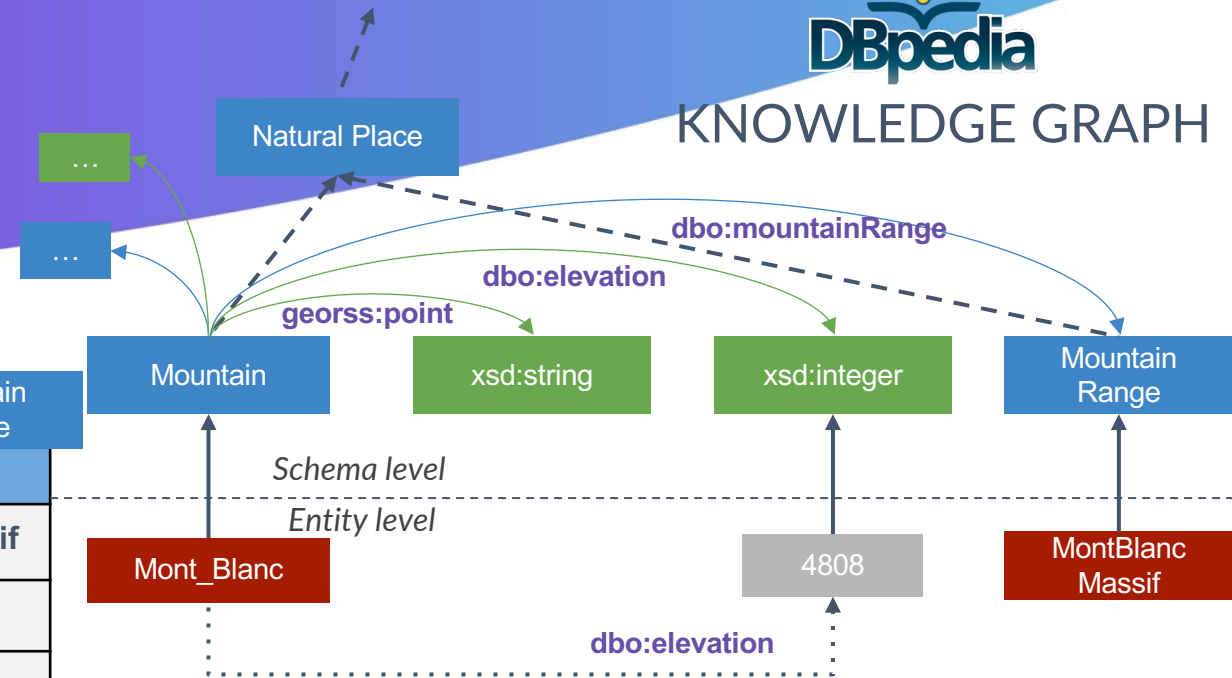 DBpedia
KNOWLEDGE GRAPH
Natural Place
…
…
dbo:mountainRange
dbo:elevation
georss:point
Mountain
xsd:string
xsd:integer
Mountain
Range
Schema level
Entity level
Mont_Blanc
4808
MontBlanc
Massif
dbo:elevation